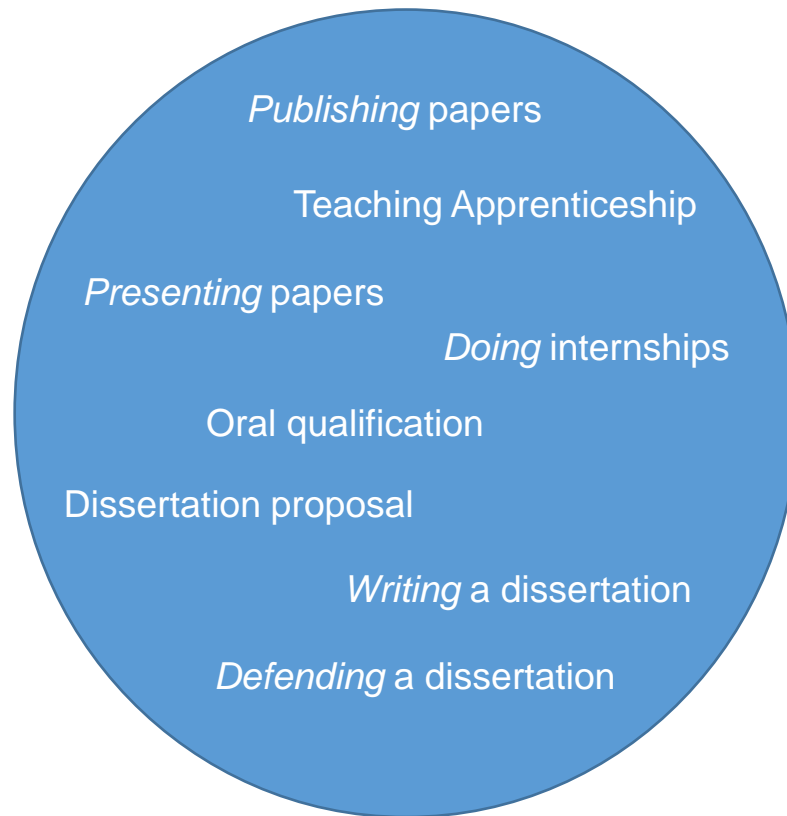 Publishing papers
Teaching Apprenticeship
Presenting papers
Doing internships
Oral qualification
Dissertation proposal
Writing a dissertation
Defending a dissertation